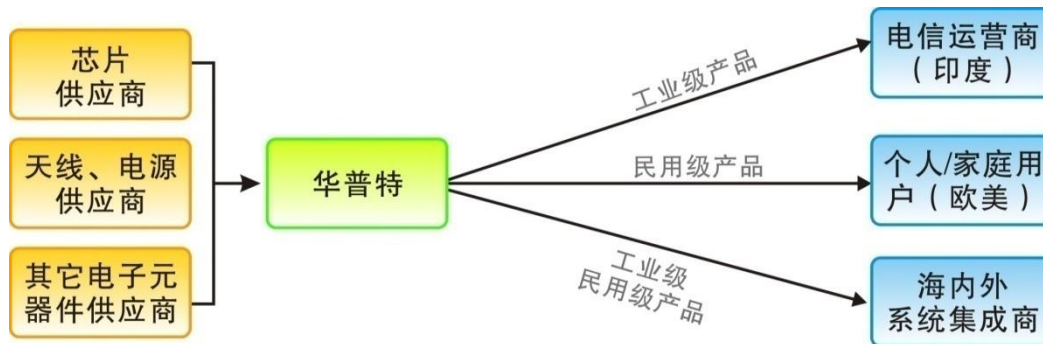 芯片
供应商
天线、电源
供应商
其它电子元
器件供应商
华普特
工业级产品
民用级产品
工业级
民用级产品
电信运营商
（印度）
个人/家庭用
户（欧美）
海内外
系统集成商